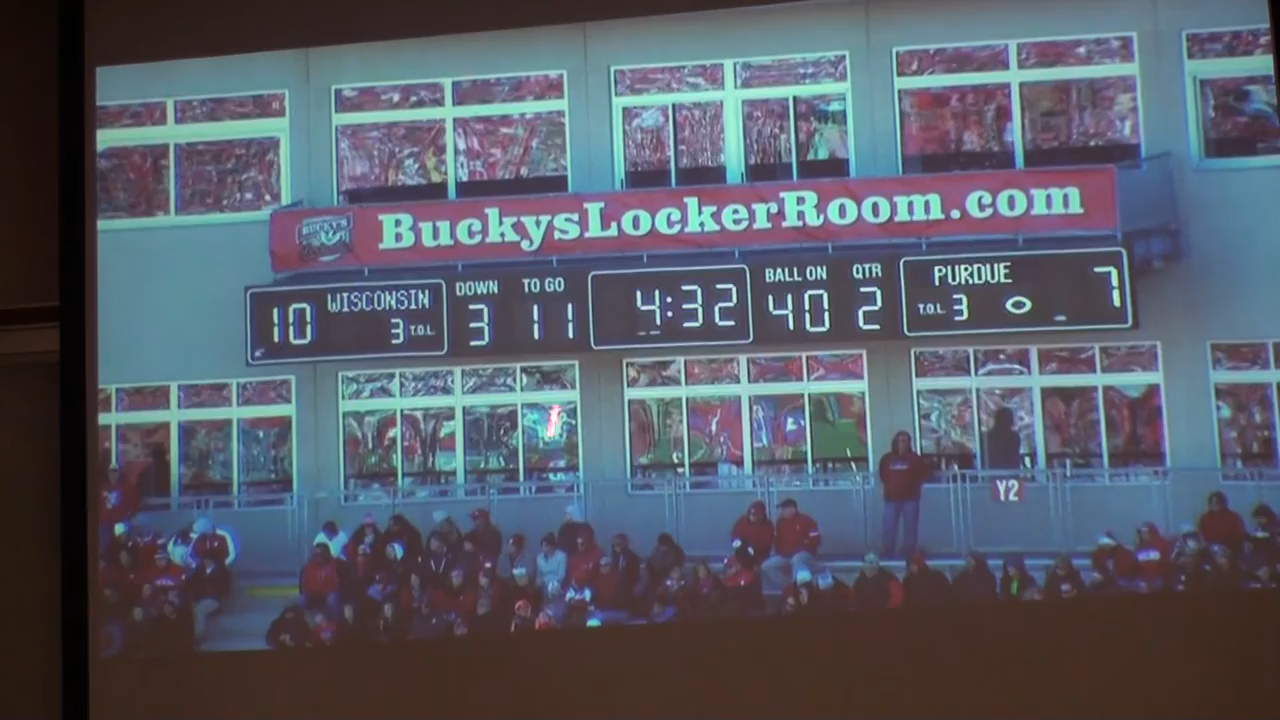 BUCKY'S
BuckysLockerRoom.com
10 WISCONSIN 3 T.O.L.
DOWN 3
TO GO 11
4:32
BALL ON 40
QTR 2
PURDUE 7
T.O.L. 3
Y2